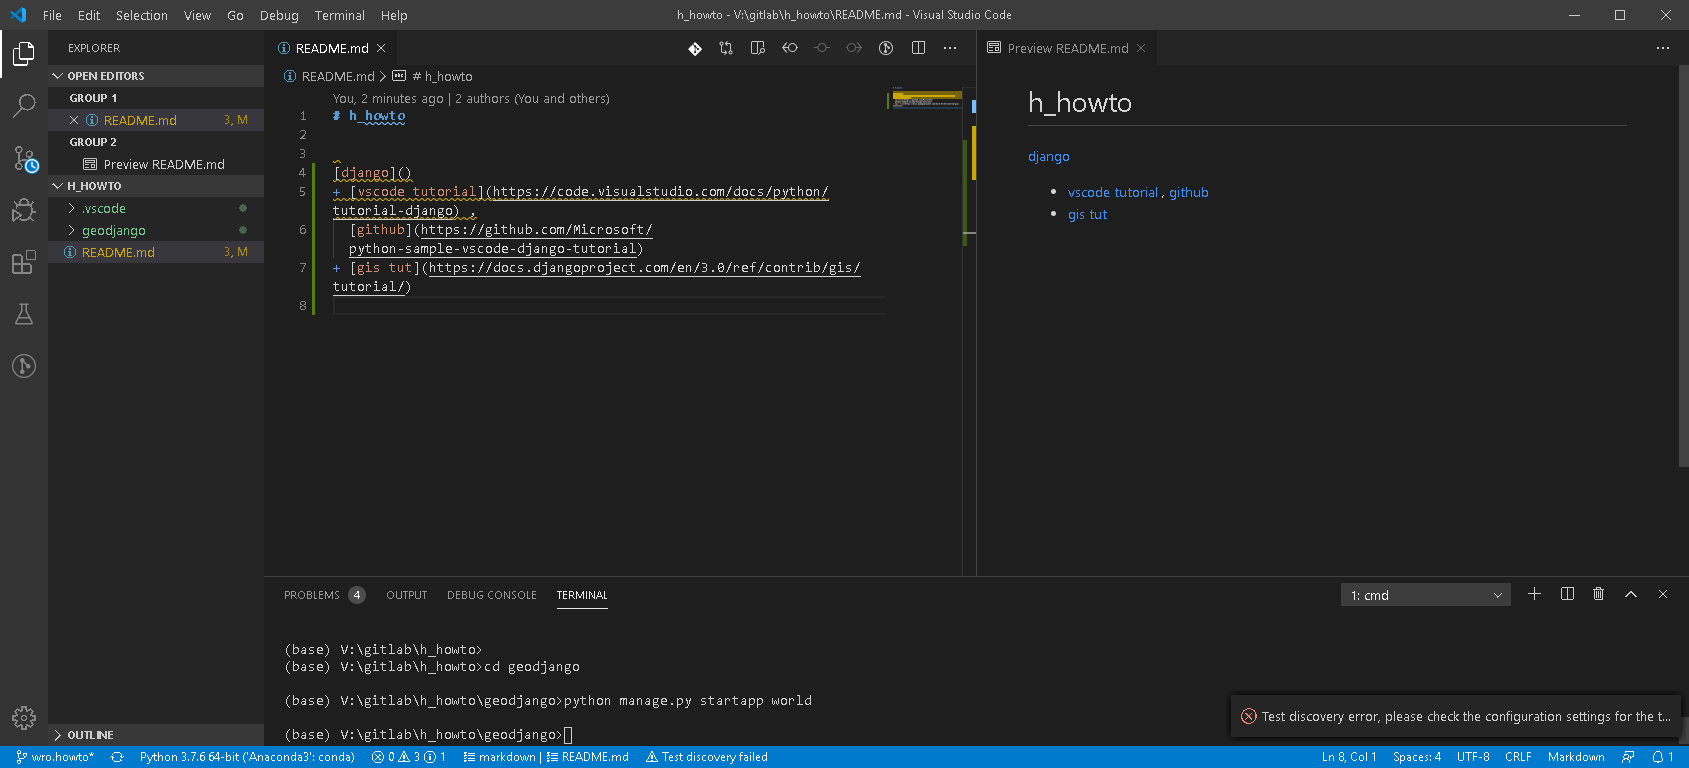 File Edit Selection View Go Debug Terminal Help
h_howto - V:\gitlab\h_howto\README.md - Visual Studio Code
EXPLORER
OPEN EDITORS
GROUP 1
README.md 3, M
GROUP 2
Preview README.md
H_HOWTO
.vscode
geodjango
README.md 3, M
OUTLINE
README.md
README.md > # h_howto
You, 2 minutes ago | 2 authors (You and others)
1 # h_howto
2
3
4 [django]()
5 + [vscode tutorial](https://code.visualstudio.com/docs/python/
tutorial-django) ,
6 [github](https://github.com/Microsoft/
python-sample-vscode-django-tutorial)
7 + [gis tut](https://docs.djangoproject.com/en/3.0/ref/contrib/gis/
tutorial/)
8
Preview README.md
h_howto
django
• vscode tutorial , github
• gis tut
PROBLEMS 4 OUTPUT DEBUG CONSOLE TERMINAL
1: cmd
(base) V:\gitlab\h_howto>
(base) V:\gitlab\h_howto>cd geodjango
(base) V:\gitlab\h_howto\geodjango>python manage.py startapp world
(base) V:\gitlab\h_howto\geodjango>
Test discovery error, please check the configuration settings for the t...
wro.howto* Python 3.7.6 64-bit ('Anaconda3': conda) 0 3 1 markdown | README.md Test discovery failed
Ln 8, Col 1 Spaces: 4 UTF-8 CRLF Markdown 1